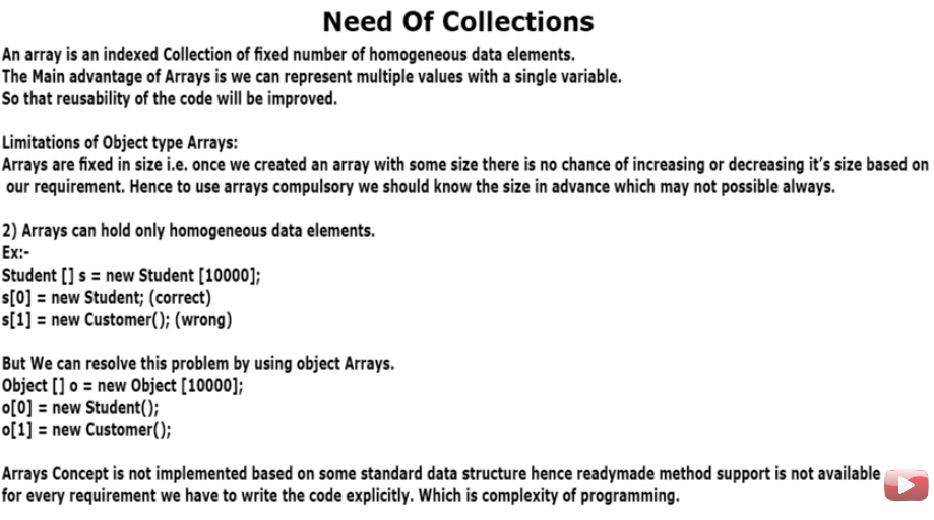 Need Of Collections
An array is an indexed Collection of fixed number of homogeneous data elements.
The Main advantage of Arrays is we can represent multiple values with a single variable.
So that reusability of the code will be improved.
Limitations of Object type Arrays:
Arrays are fixed in size i.e. once we created an array with some size there is no chance of increasing or decreasing it's size based on
our requirement. Hence to use arrays compulsory we should know the size in advance which may not possible always.
2) Arrays can hold only homogeneous data elements.
Ex:-
Student [] s = new Student [10000];
s[0] = new Student; (correct)
s[1] = new Customer(); (wrong)
But We can resolve this problem by using object Arrays.
Object [] o = new Object [10000];
o[0] = new Student();
o[1] = new Customer();
Arrays Concept is not implemented based on some standard data structure hence readymade method support is not available
for every requirement we have to write the code explicitly. Which is complexity of programming.